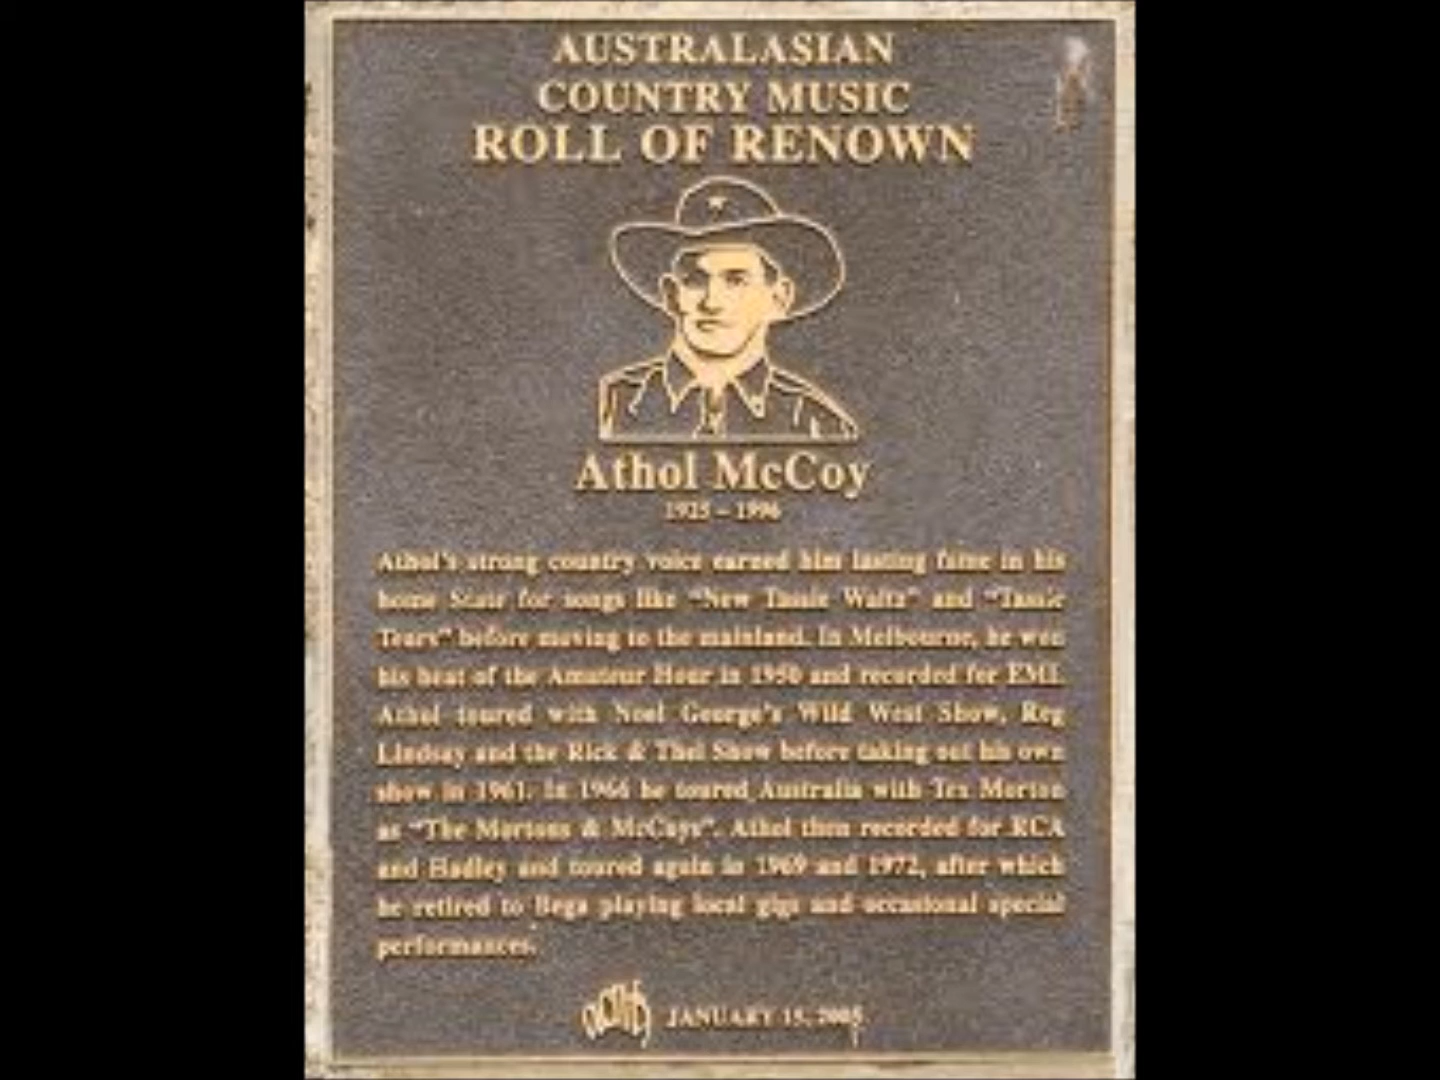 AUSTRALASIAN
COUNTRY MUSIC
ROLL OF RENOWN
Athol McCoy
1925 – 1996
Athol's strong country voice earned him lasting fame in his
home State for songs like "New Tassie Waltz" and "Tassie
Tears" before moving to the mainland. In Melbourne, he won
his heat of the Amateur Hour in 1950 and recorded for EMI.
Athol toured with Noel George's Wild West Show, Reg
Lindsay and the Rick & Thel Show before taking out his own
show in 1961. In 1966 he toured Australia with Tex Morton
as "The Mortons & McCoys". Athol then recorded for RCA
and Hadley and toured again in 1969 and 1972, after which
he retired to Bega playing local gigs and occasional special
performances.
JANUARY 15, 2005